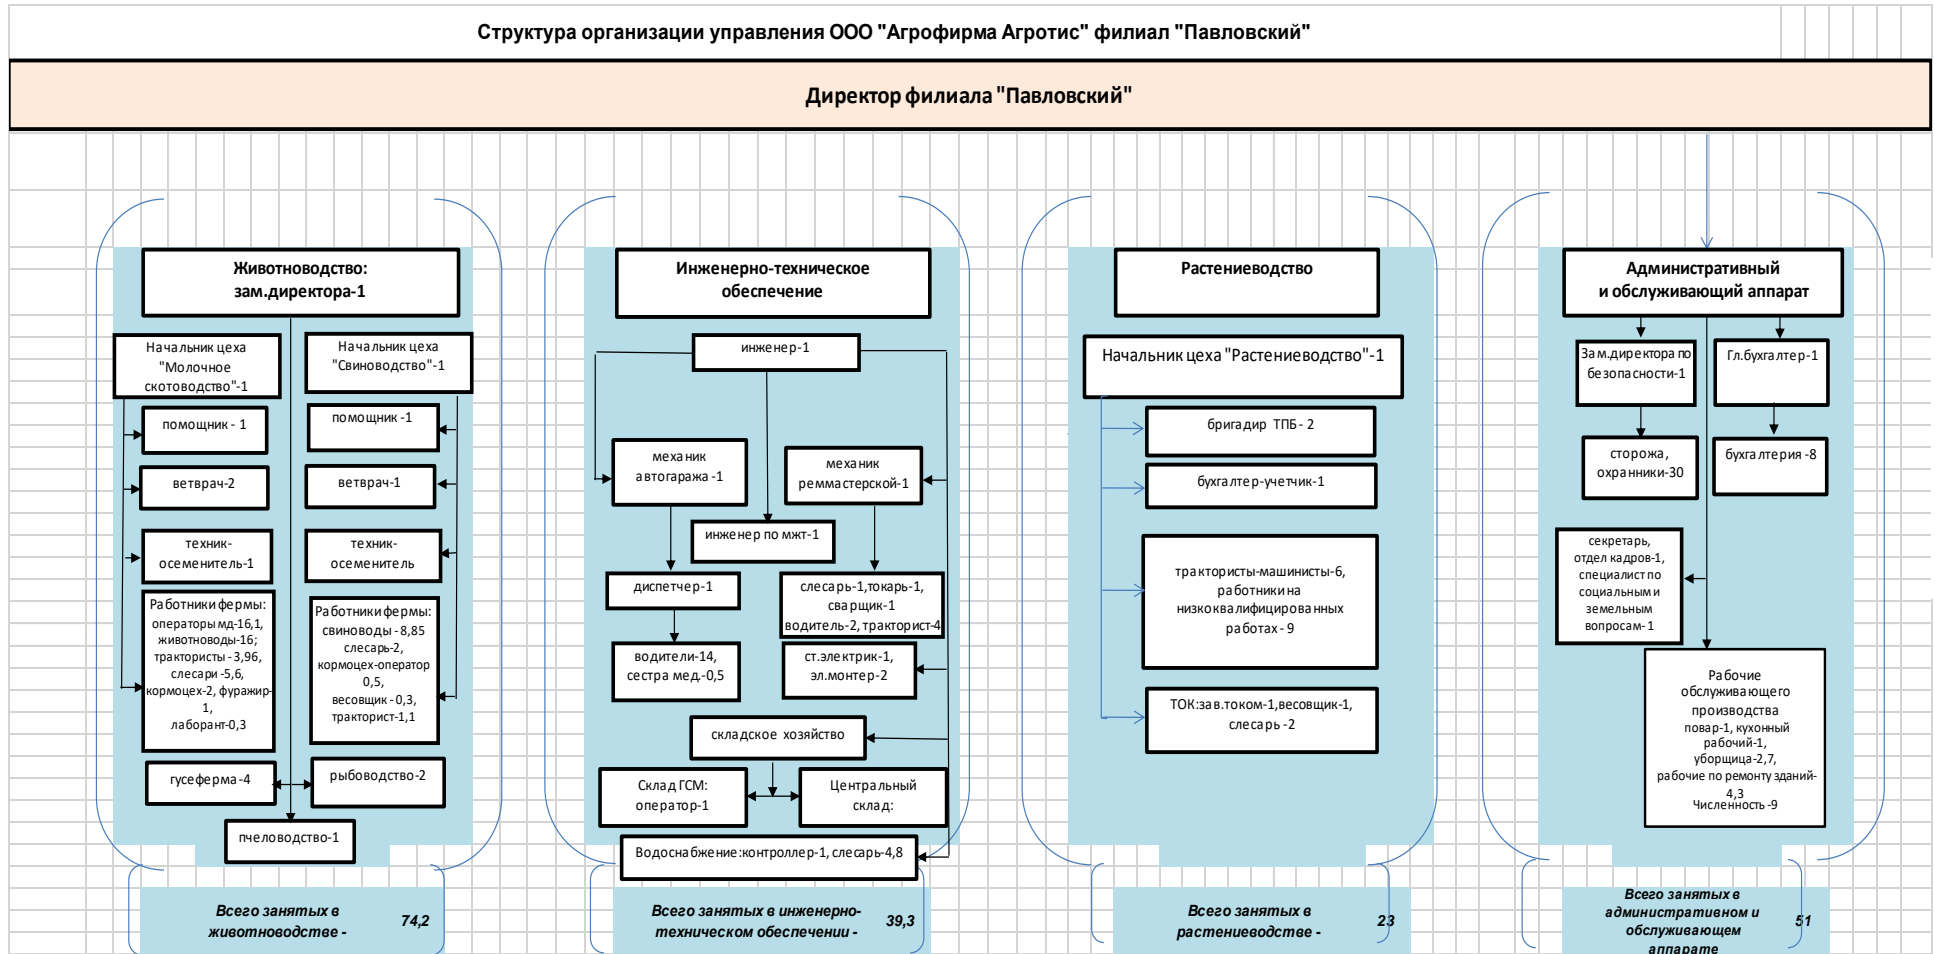 Структура организации управления ООО "Агрофирма Агротис" филиал "Павловский"
Директор филиала "Павловский"
Животноводство:
зам.директора-1
Начальник цеха
"Молочное
скотоводство"-1
помощник - 1
ветврач-2
техник-
осеменитель-1
Работники фермы:
операторы мд-16,1,
животноводы-16;
трактористы - 3,96,
слесари -5,6,
кормоцех-2, фуражир-
1,
лаборант-0,3
Начальник цеха
"Свиноводство"-1
помощник -1
ветврач-1
техник-
осеменитель
Работники фермы:
свиноводы - 8,85
слесарь-2,
кормоцех-оператор
0,5,
весовщик - 0,3,
тракторист-1,1
гусеферма-4
рыбоводство-2
пчеловодство-1
Всего занятых в
животноводстве -
74,2
Инженерно-техническое
обеспечение
инженер-1
механик
автогаража -1
механик
реммастерской-1
инженер по мжт-1
диспетчер-1
слесарь-1,токарь-1,
сварщик-1
водитель-2, тракторист-4
водители-14,
сестра мед.-0,5
ст.электрик-1,
эл.монтер-2
складское хозяйство
Склад ГСМ:
оператор-1
Центральный
склад:
Водоснабжение:контроллер-1, слесарь-4,8
Всего занятых в инженерно-
техническом обеспечении -
39,3
Растениеводство
Начальник цеха "Растениеводство"-1
бригадир ТПБ - 2
бухгалтер-учетчик-1
трактористы-машинисты-6,
работники на
низкоквалифицированных
работах - 9
ТОК:зав.током-1,весовщик-1,
слесарь -2
Всего занятых в
растениеводстве -
23
Административный
и обслуживающий аппарат
Зам.директора по
безопасности-1
Гл.бухгалтер-1
сторожа,
охранники-30
бухгалтерия -8
секретарь,
отдел кадров-1,
специалист по
социальным и
земельным
вопросам-1
Рабочие
обслуживающего
производства
повар-1, кухонный
рабочий-1,
уборщица-2,7,
рабочие по ремонту зданий-
4,3
Численность -9
Всего занятых в
административном и
обслуживающем
аппарате
51